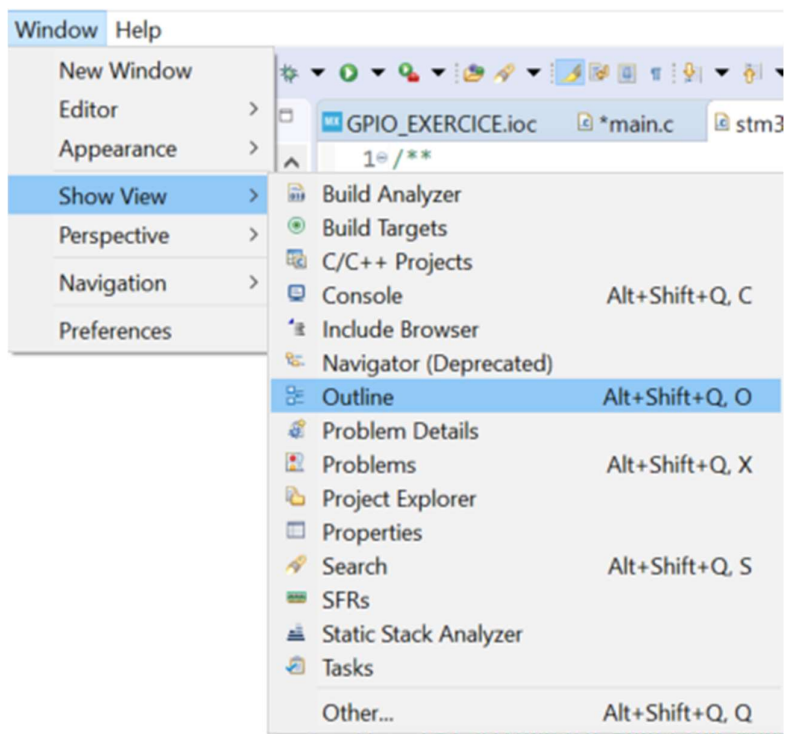 Window Help
New Window
Editor
Appearance
Show View
Perspective
Navigation
Preferences
GPIO_EXERCICE.ioc *main.c stm3
1 /**
Build Analyzer
Build Targets
C/C++ Projects
Console Alt+Shift+Q, C
Include Browser
Navigator (Deprecated)
Outline Alt+Shift+Q, O
Problem Details
Problems Alt+Shift+Q, X
Project Explorer
Properties
Search Alt+Shift+Q, S
SFRs
Static Stack Analyzer
Tasks
Other... Alt+Shift+Q, Q